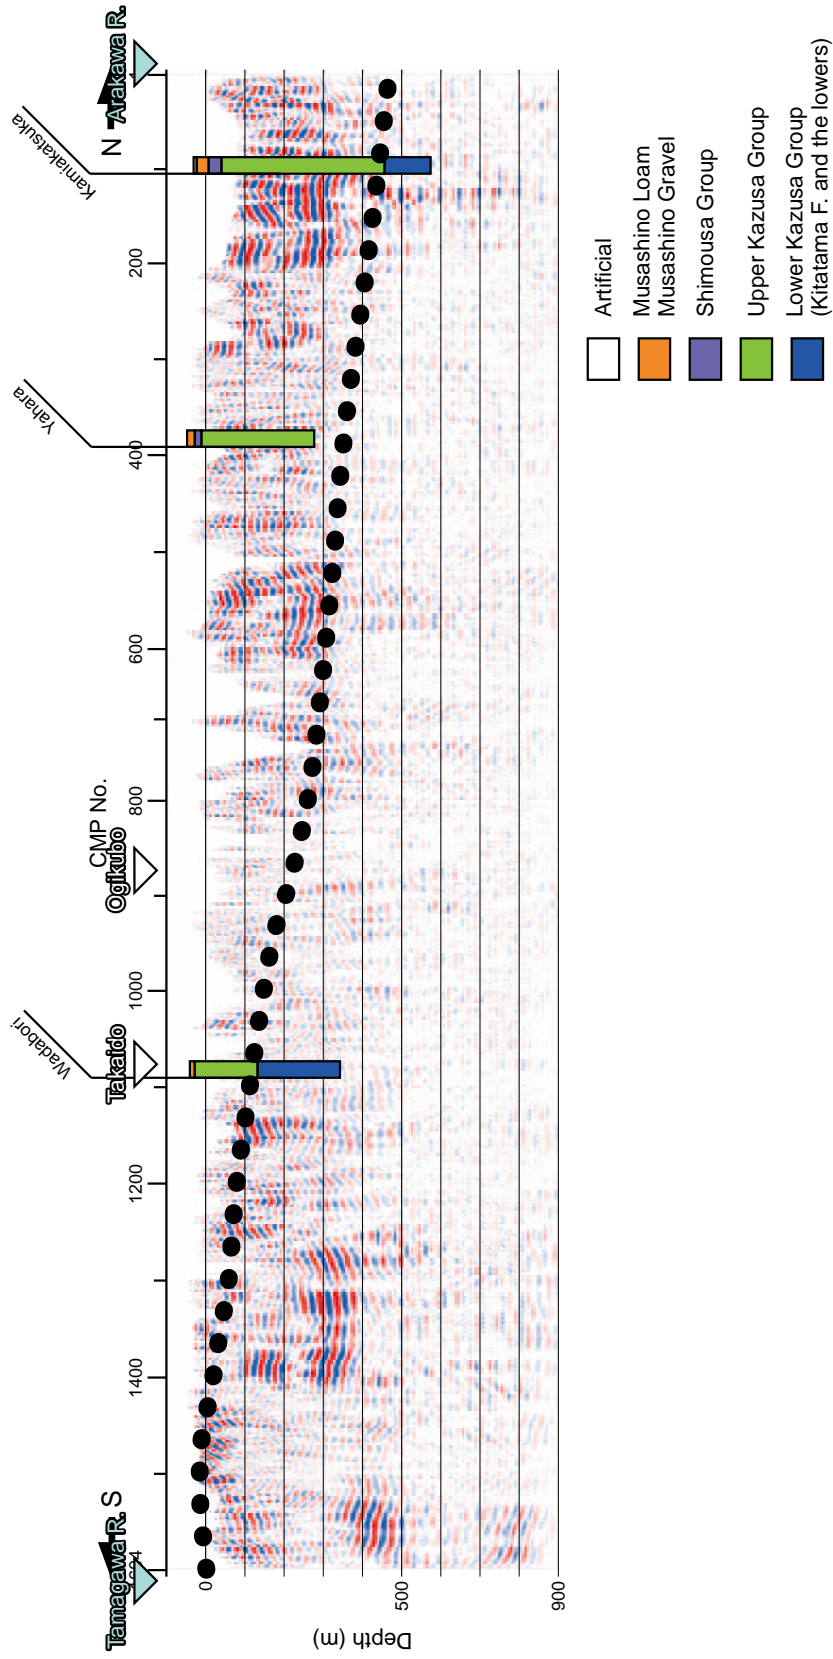 Tamagawa R.
S
Takaido
Ogikubo
CMP No.
N
Arakawa R.
Wadabori
Yahara
Kamiakatsuka
1400
1200
1000
800
600
400
200
1
Depth (m)
0
500
900
Artificial
Musashino Loam
Musashino Gravel
Shimousa Group
Upper Kazusa Group
Lower Kazusa Group
(Kitatama F. and the lowers)